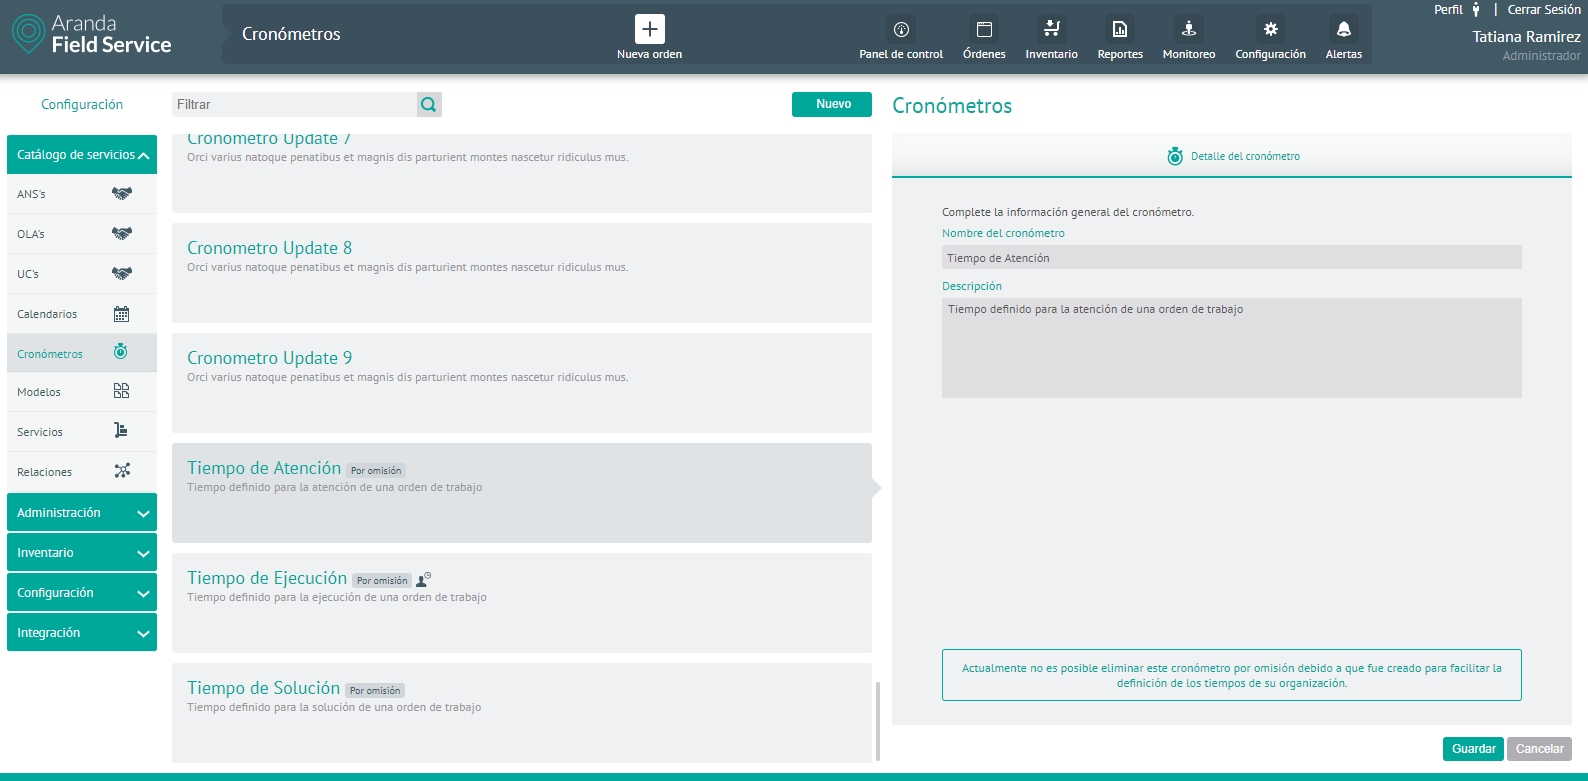 Aranda
Field Service
Cronómetros
Nueva orden
Panel de control
Órdenes
Inventario
Reportes
Monitoreo
Configuración
Alertas
Perfil | Cerrar Sesión
Tatiana Ramirez
Administrador
Configuración
Catálogo de servicios
ANS's
OLA's
UC's
Calendarios
Cronómetros
Modelos
Servicios
Relaciones
Administración
Inventario
Configuración
Integración
Filtrar
Nuevo
Cronometro Update 7
Orci varius natoque penatibus et magnis dis parturient montes nascetur ridiculus mus.
Cronometro Update 8
Orci varius natoque penatibus et magnis dis parturient montes nascetur ridiculus mus.
Cronometro Update 9
Orci varius natoque penatibus et magnis dis parturient montes nascetur ridiculus mus.
Tiempo de Atención Por omisión
Tiempo definido para la atención de una orden de trabajo
Tiempo de Ejecución Por omisión
Tiempo definido para la ejecución de una orden de trabajo
Tiempo de Solución Por omisión
Tiempo definido para la solución de una orden de trabajo
Cronómetros
Detalle del cronómetro
Complete la información general del cronómetro.
Nombre del cronómetro
Tiempo de Atención
Descripción
Tiempo definido para la atención de una orden de trabajo
Actualmente no es posible eliminar este cronómetro por omisión debido a que fue creado para facilitar la
definición de los tiempos de su organización.
Guardar
Cancelar